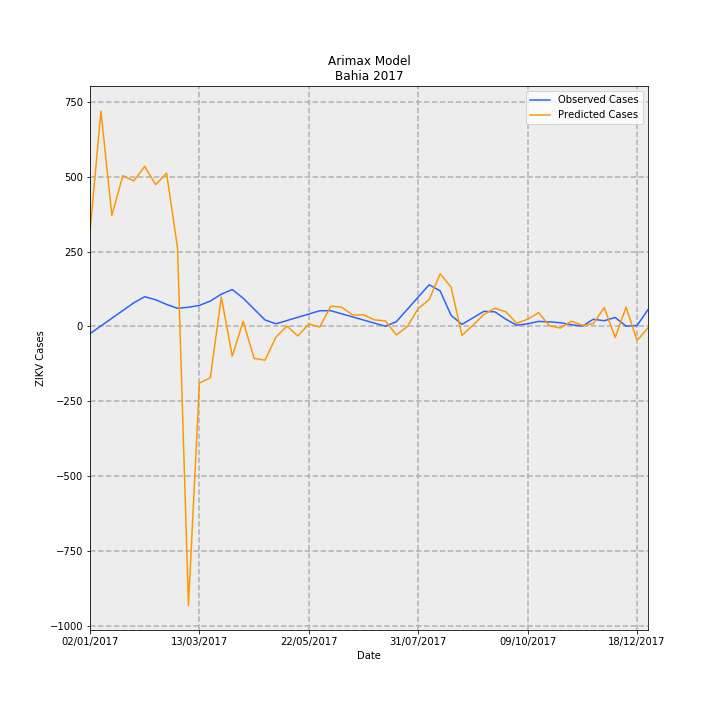 Arimax Model
Bahia 2017
Observed Cases
Predicted Cases
ZIKV Cases
750
500
250
0
−250
−500
−750
−1000
02/01/2017 13/03/2017 22/05/2017 31/07/2017 09/10/2017 18/12/2017
Date